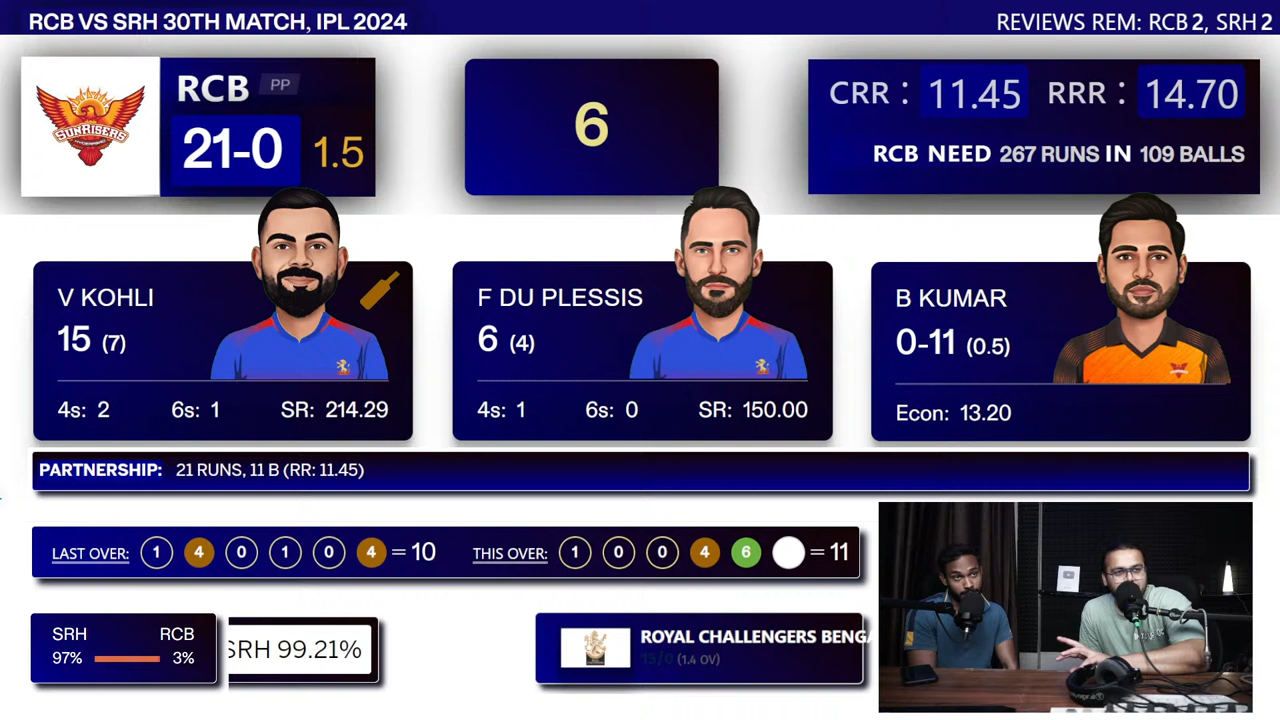 RCB VS SRH 30TH MATCH, IPL 2024
REVIEWS REM: RCB 2, SRH 2
SUNRISERS
RCB PP
21-0 1.5
6
CRR : 11.45 RRR : 14.70
RCB NEED 267 RUNS IN 109 BALLS
V KOHLI
15 (7)
4s: 2 6s: 1 SR: 214.29
F DU PLESSIS
6 (4)
4s: 1 6s: 0 SR: 150.00
B KUMAR
0-11 (0.5)
Econ: 13.20
PARTNERSHIP: 21 RUNS, 11 B (RR: 11.45)
LAST OVER: 1 4 0 1 0 4 = 10 THIS OVER: 1 0 0 4 6 = 11
SRH RCB
97% 3%
SRH 99.21%
ROYAL CHALLENGERS BENGA
15/0 (1.4 OV)